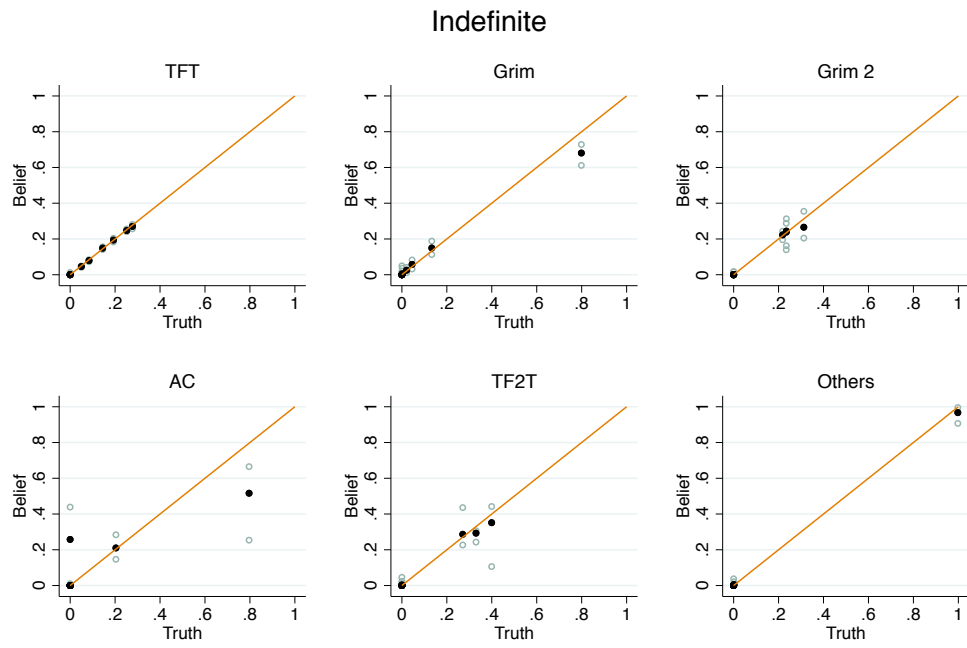 Indefinite
TFT
Grim
Grim 2
Belief
0 .2 .4 .6 .8 1
0 .2 .4 .6 .8 1
Truth
Belief
0 .2 .4 .6 .8 1
0 .2 .4 .6 .8 1
Truth
Belief
0 .2 .4 .6 .8 1
0 .2 .4 .6 .8 1
Truth
AC
TF2T
Others
Belief
0 .2 .4 .6 .8 1
0 .2 .4 .6 .8 1
Truth
Belief
0 .2 .4 .6 .8 1
0 .2 .4 .6 .8 1
Truth
Belief
0 .2 .4 .6 .8 1
0 .2 .4 .6 .8 1
Truth